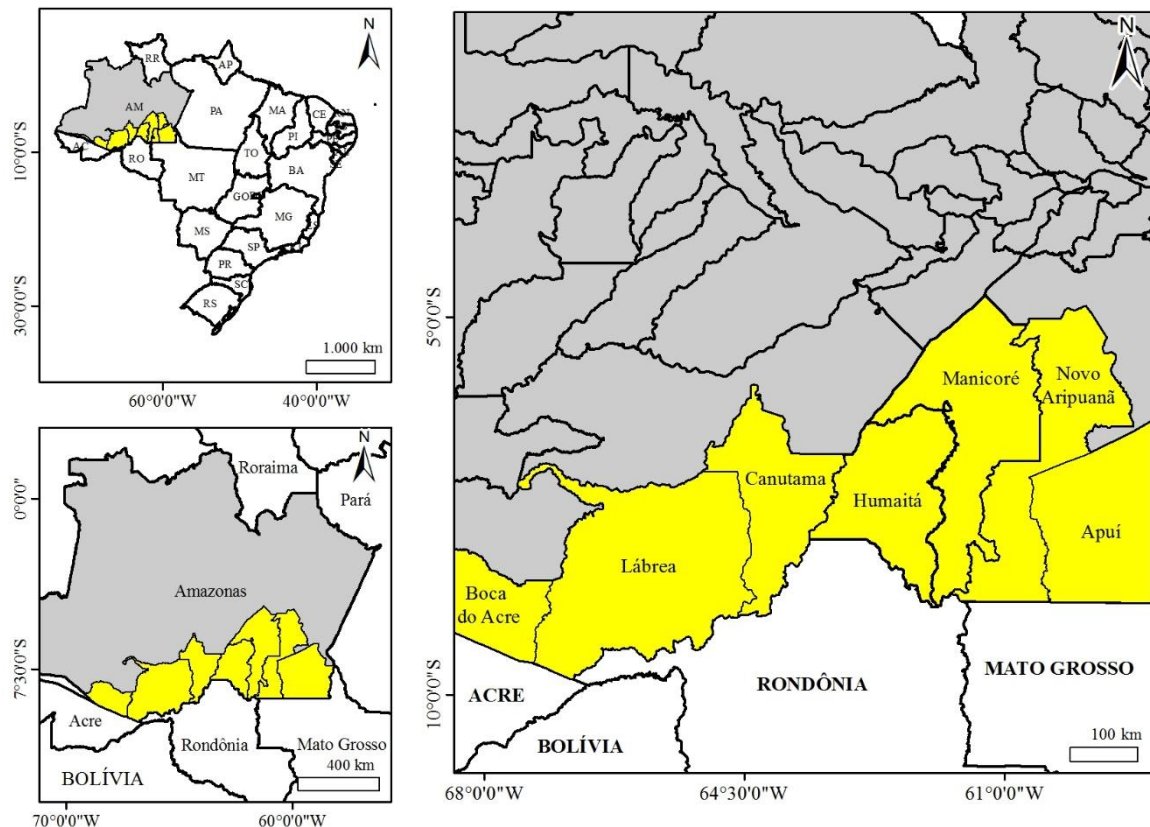 N
RR
AP
AM
PA
MA
CE
PI
AC
RO
TO
MT
BA
GO
MG
MS
SP
PR
SC
RS
10°0'0"S
30°0'0"S
1.000 km
60°0'0"W
40°0'0"W
N
Roraima
Pará
Amazonas
Acre
Rondônia
Mato Grosso
BOLÍVIA
400 km
0°0'0"
7°30'0"S
70°0'0"W
60°0'0"W
N
5°0'0"S
10°0'0"S
Manicoré
Novo
Aripuanã
Canutama
Humaitá
Apuí
Lábrea
Boca
do Acre
ACRE
RONDÔNIA
MATO GROSSO
BOLÍVIA
100 km
68°0'0"W
64°30'0"W
61°0'0"W